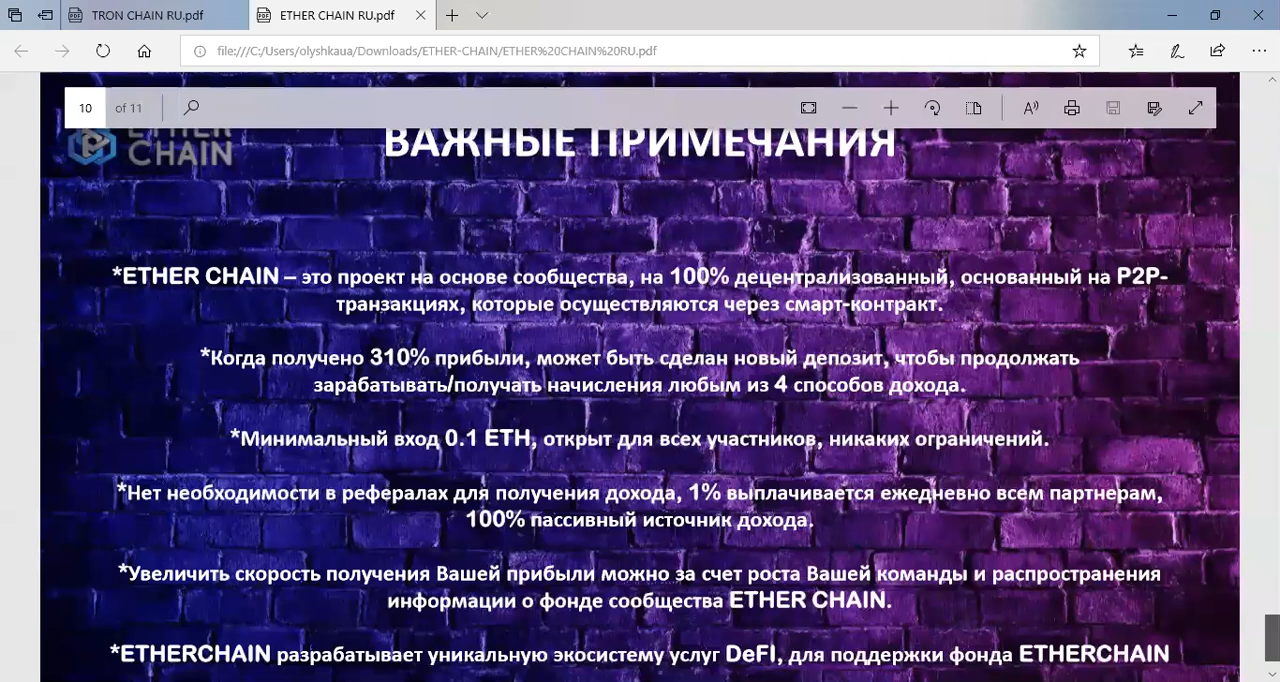 TRON CHAIN RU.pdf
ETHER CHAIN RU.pdf
file:///C:/Users/olyshkaua/Downloads/ETHER-CHAIN/ETHER%20CHAIN%20RU.pdf
10 of 11
ETHER
CHAIN
ВАЖНЫЕ ПРИМЕЧАНИЯ
*ETHER CHAIN – это проект на основе сообщества, на 100% децентрализованный, основанный на P2P-
транзакциях, которые осуществляются через смарт-контракт.
*Когда получено 310% прибыли, может быть сделан новый депозит, чтобы продолжать
зарабатывать/получать начисления любым из 4 способов дохода.
*Минимальный вход 0.1 ETH, открыт для всех участников, никаких ограничений.
*Нет необходимости в рефералах для получения дохода, 1% выплачивается ежедневно всем партнерам,
100% пассивный источник дохода.
*Увеличить скорость получения Вашей прибыли можно за счет роста Вашей команды и распространения
информации о фонде сообщества ETHER CHAIN.
*ETHERCHAIN разрабатывает уникальную экосистему услуг DeFI, для поддержки фонда ETHERCHAIN